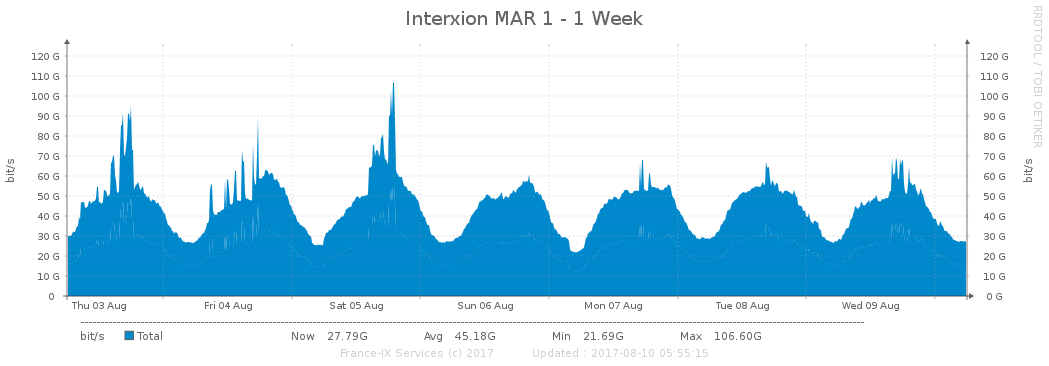 Interxion MAR 1 - 1 Week
RRDTOOL / TOBI OETIKER
bit/s
120 G 120 G
110 G 110 G
100 G 100 G
90 G 90 G
80 G 80 G
70 G 70 G
60 G 60 G
50 G 50 G
40 G 40 G
30 G 30 G
20 G 20 G
10 G 10 G
0 0 G
bit/s
Thu 03 Aug Fri 04 Aug Sat 05 Aug Sun 06 Aug Mon 07 Aug Tue 08 Aug Wed 09 Aug
bit/s Total Now 27.79G Avg 45.18G Min 21.69G Max 106.60G
France-IX Services (c) 2017 Updated : 2017-08-10 05:55:15